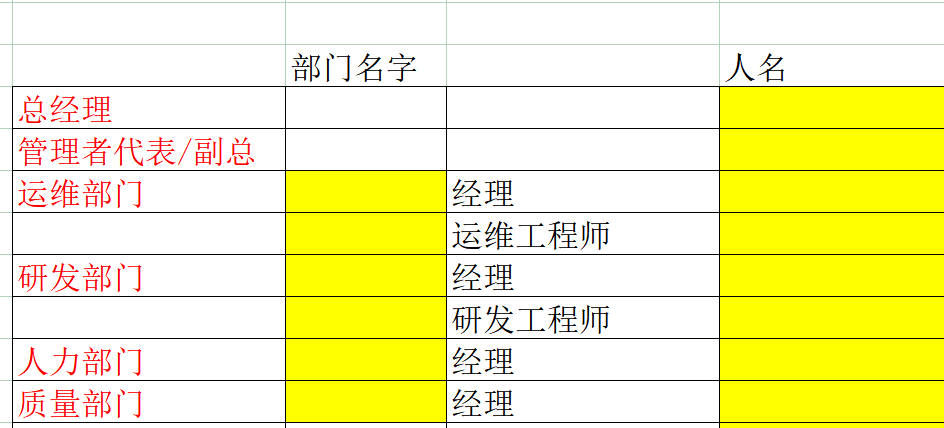 部门名字 人名
总经理
管理者代表/副总
运维部门 经理
运维工程师
研发部门 经理
研发工程师
人力部门 经理
质量部门 经理